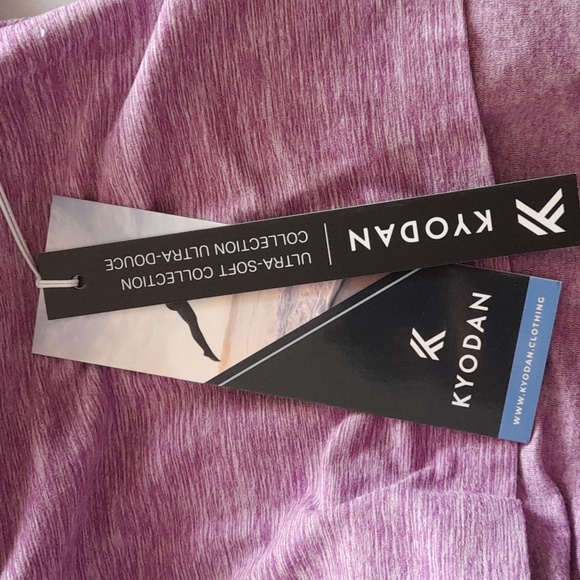 KYODAN
ULTRA-SOFT COLLECTION
COLLECTION ULTRA-DOUCE
KYODAN
WWW.KYODAN.CLOTHING